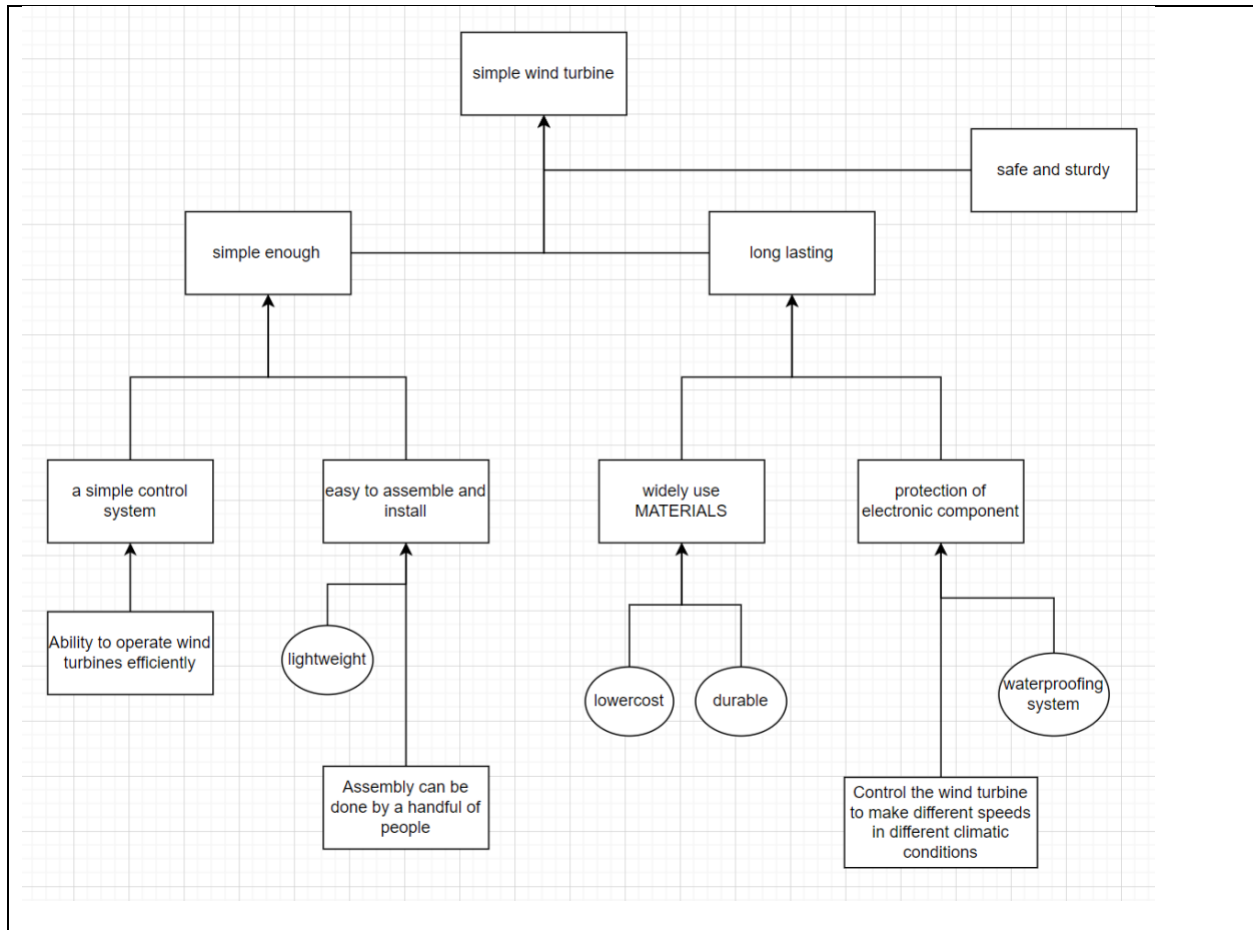 simple wind turbine
safe and sturdy
simple enough
long lasting
a simple control
system
easy to assemble and
install
widely use
MATERIALS
protection of
electronic component
Ability to operate wind
turbines efficiently
lightweight
lowercost
durable
waterproofing
system
Assembly can be
done by a handful of
people
Control the wind turbine
to make different speeds
in different climatic
conditions